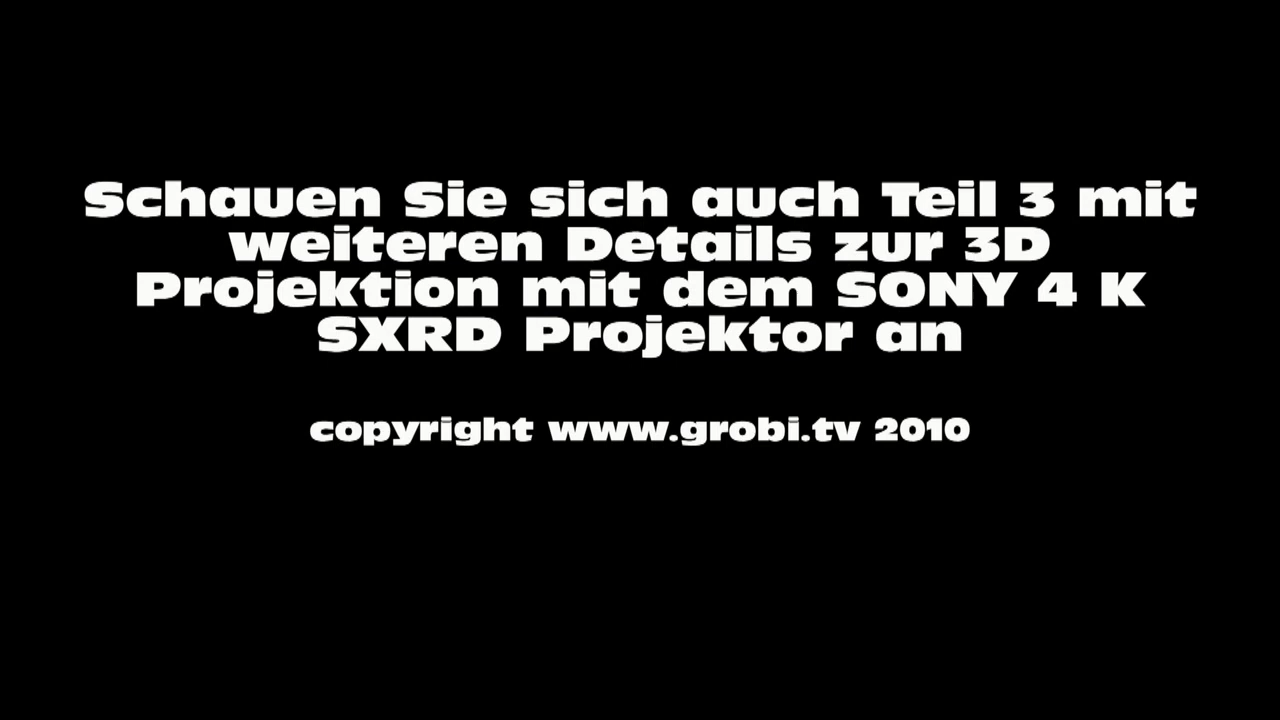 Schauen Sie sich auch Teil 3 mit
weiteren Details zur 3D
Projektion mit dem SONY 4 K
SXRD Projektor an
copyright www.grobi.tv 2010